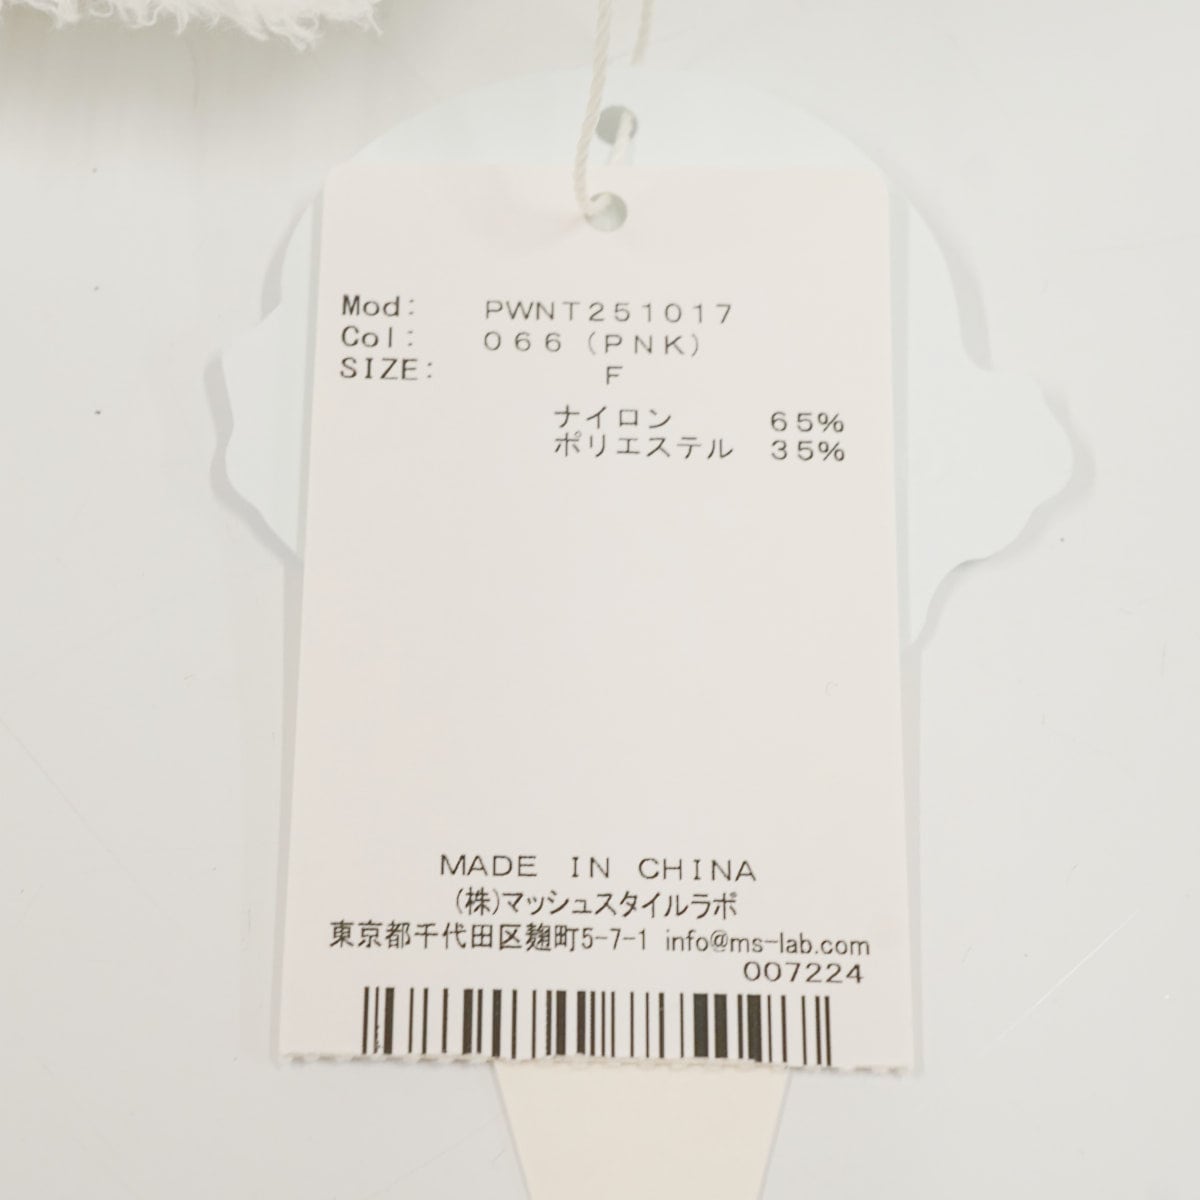 Mod: PWNT251017
Col: 066(PNK)
SIZE: F
ナイロン 65%
ポリエステル 35%
MADE IN CHINA
(株)マッシュスタイルラボ
東京都千代田区麹町5-7-1 info@ms-lab.com
007224